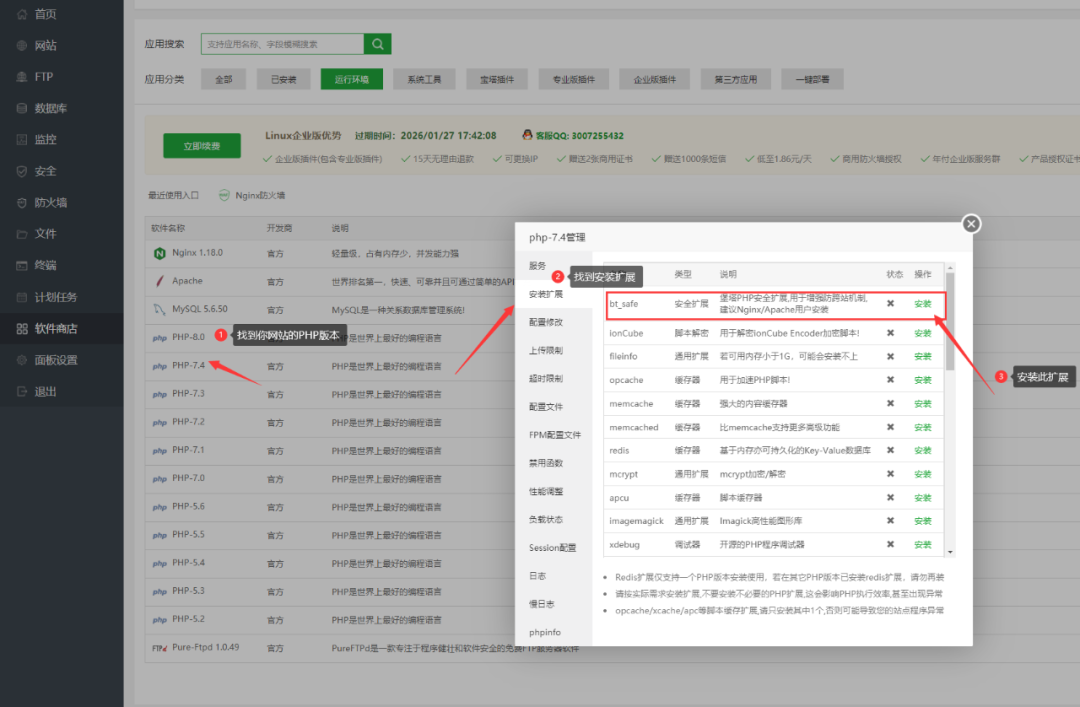 首页
网站
FTP
数据库
监控
安全
防火墙
文件
终端
计划任务
软件商店
面板设置
退出
应用搜索 支持应用名称、字段模糊搜索
应用分类 全部 已安装 运行环境 系统工具 宝塔插件 专业版插件 企业版插件 第三方应用 一键部署
立即续费 Linux企业版优势 过期时间：2026/01/27 17:42:08 客服QQ: 3007255432
企业版插件(包含专业版插件) 15天无理由退款 可更换IP 赠送2张商用证书 赠送1000条短信 低至1.86元/天 商用防火墙授权 年付企业版服务群 产品授权证书
最近使用入口 Nginx防火墙
软件名称 开发商 说明
Nginx 1.18.0 官方 轻量级，占有内存少，并发能力强
Apache 官方 世界排名第一，快速、可靠并且可通过简单的API
MySQL 5.6.50 官方 MySQL是一种关系数据库管理系统!
php PHP-8.0 1 找到你网站的PHP版本 是世界上最好的编程语言
php PHP-7.4 官方 PHP是世界上最好的编程语言
php PHP-7.3 官方 PHP是世界上最好的编程语言
php PHP-7.2 官方 PHP是世界上最好的编程语言
php PHP-7.1 官方 PHP是世界上最好的编程语言
php PHP-7.0 官方 PHP是世界上最好的编程语言
php PHP-5.6 官方 PHP是世界上最好的编程语言
php PHP-5.5 官方 PHP是世界上最好的编程语言
php PHP-5.4 官方 PHP是世界上最好的编程语言
php PHP-5.3 官方 PHP是世界上最好的编程语言
php PHP-5.2 官方 PHP是世界上最好的编程语言
Pure-Ftpd 1.0.49 官方 PureFTPd是一款专注于程序健壮和软件安全的免费FTP服务器软件
php-7.4管理
服务
安装扩展
配置修改
上传限制
超时限制
配置文件
FPM配置文件
禁用函数
性能调整
负载状态
Session配置
日志
慢日志
phpinfo
2 找到安装扩展
类型 说明 状态 操作
bt_safe 安全扩展 堡塔PHP安全扩展,用于增强防跨站机制, 安装
建议Nginx/Apache用户安装
ionCube 脚本解密 用于解密ionCube Encoder加密脚本! 安装
fileinfo 通用扩展 若可用内存小于1G，可能会安装不上 安装
opcache 缓存器 用于加速PHP脚本! 安装
memcache 缓存器 强大的内容缓存器 安装
memcached 缓存器 比memcache支持更多高级功能 安装
redis 缓存器 基于内存亦可持久化的Key-Value数据库 安装
mcrypt 通用扩展 mcrypt加密/解密 安装
apcu 缓存器 脚本缓存器 安装
imagemagick 通用扩展 Imagick高性能图形库 安装
xdebug 调试器 开源的PHP程序调试器 安装
3 安装此扩展
Redis扩展仅支持一个PHP版本安装使用，若在其它PHP版本已安装redis扩展，请勿再装
请按实际需求安装扩展,不要安装不必要的PHP扩展,这会影响PHP执行效率,甚至出现异常
opcache/xcache/apc等脚本缓存扩展,请只安装其中1个,否则可能导致您的站点程序异常